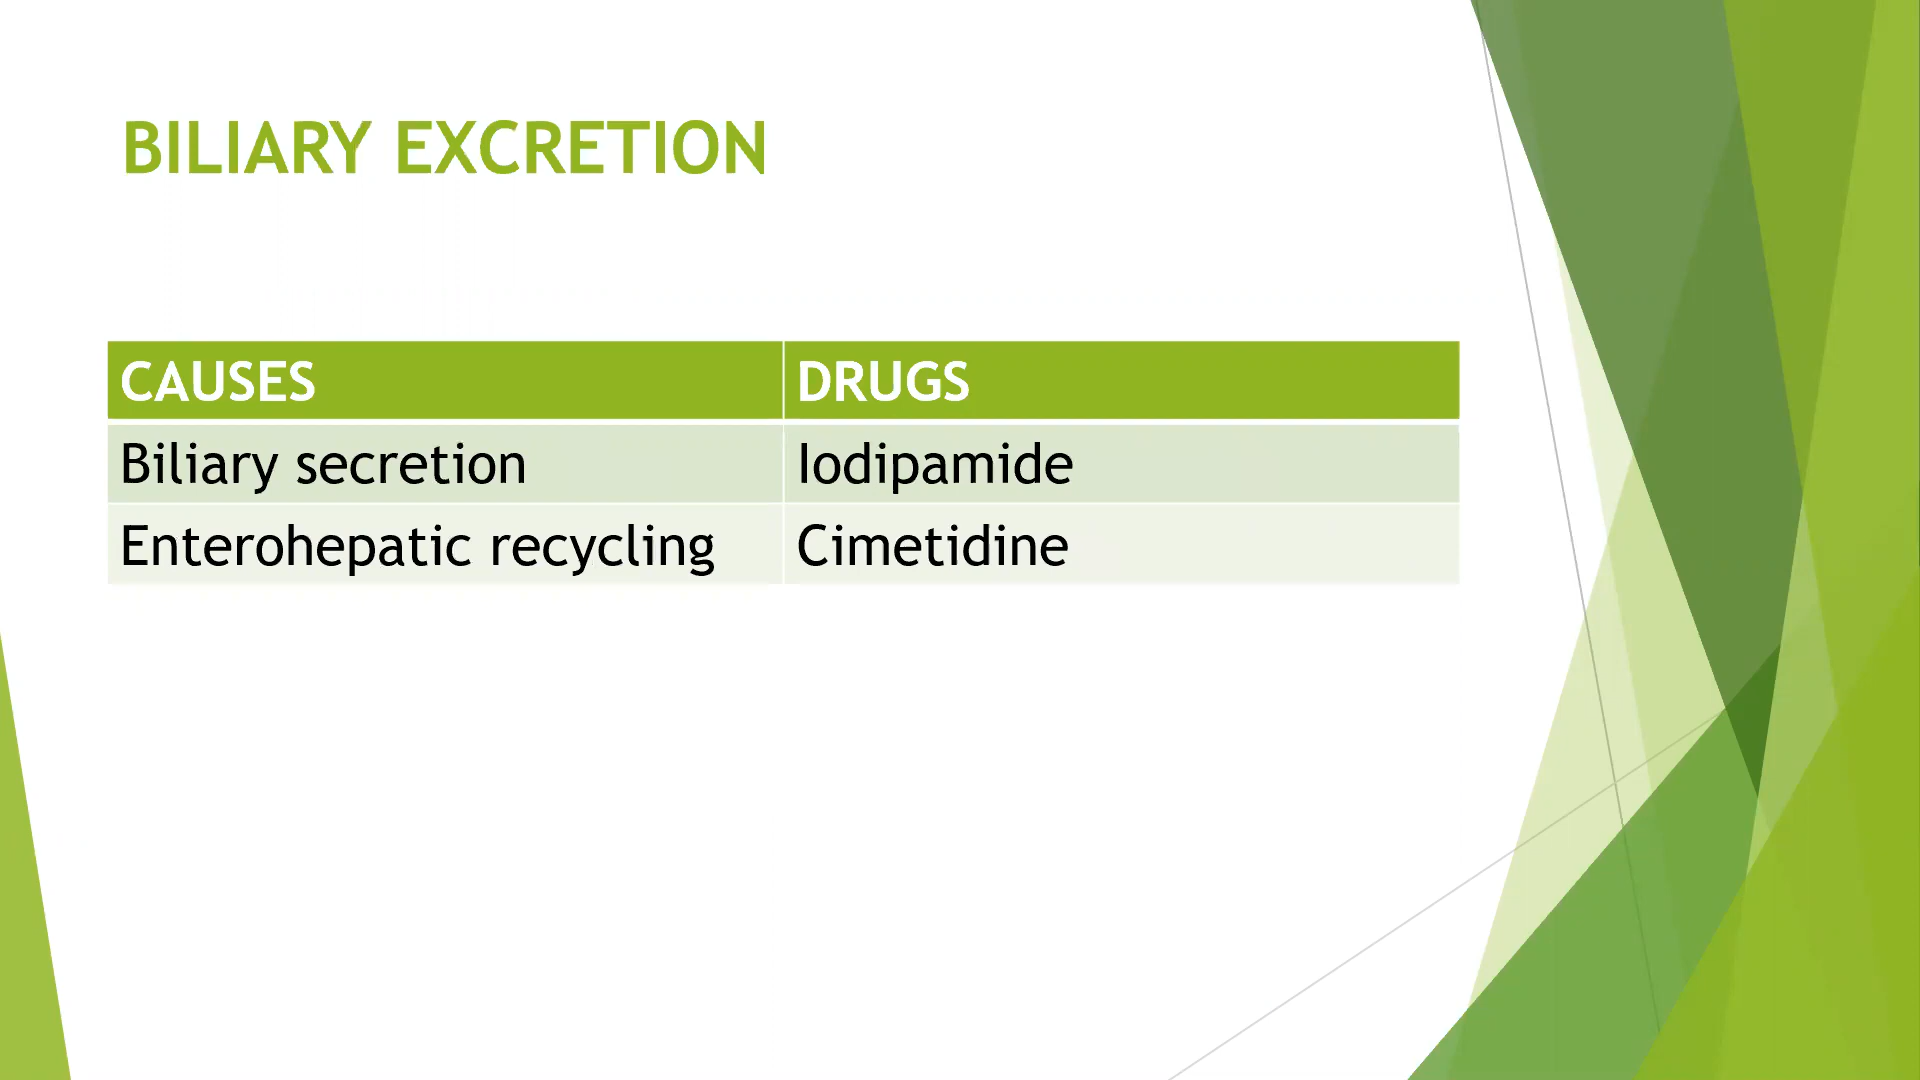 BILIARY EXCRETION
CAUSES DRUGS
Biliary secretion Iodipamide
Enterohepatic recycling Cimetidine